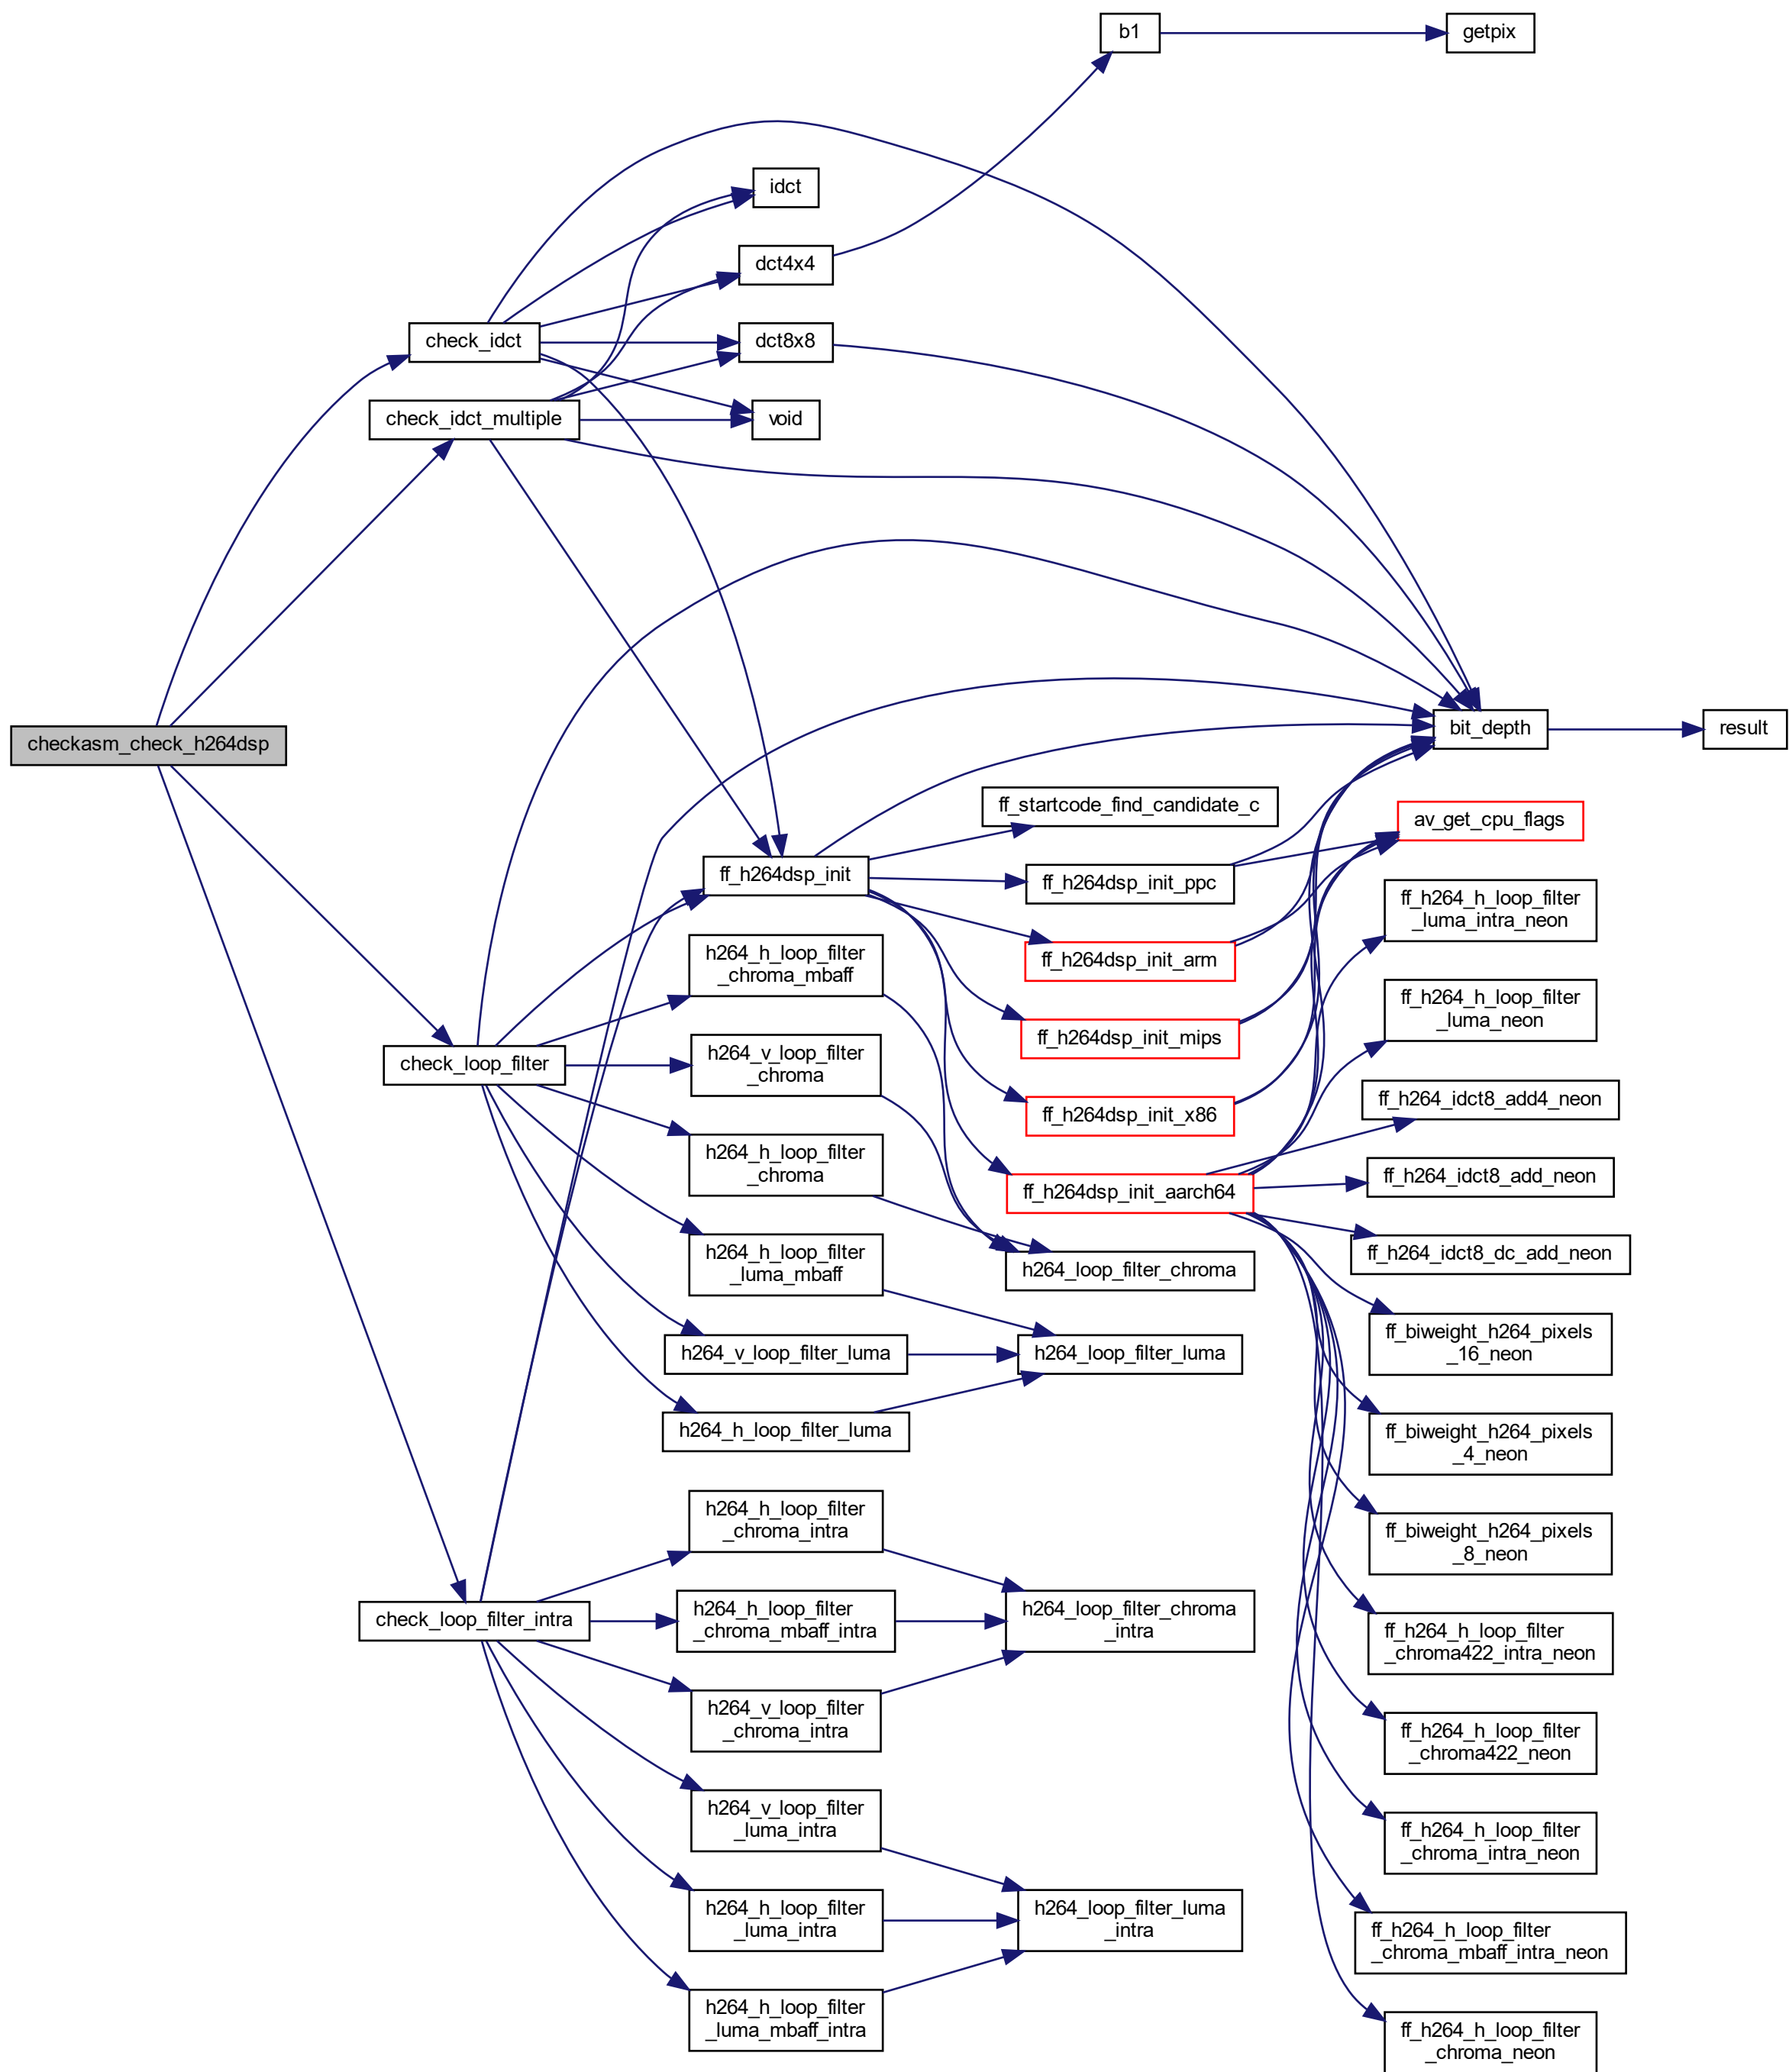 b1
getpix
idct
dct4x4
check_idct
dct8x8
check_idct_multiple
void
checkasm_check_h264dsp
bit_depth
result
ff_startcode_find_candidate_c
av_get_cpu_flags
ff_h264dsp_init
ff_h264dsp_init_ppc
ff_h264_h_loop_filter
_luma_intra_neon
h264_h_loop_filter
_chroma_mbaff
ff_h264dsp_init_arm
ff_h264_h_loop_filter
_luma_neon
ff_h264dsp_init_mips
check_loop_filter
h264_v_loop_filter
_chroma
ff_h264_idct8_add4_neon
ff_h264dsp_init_x86
h264_h_loop_filter
_chroma
ff_h264_idct8_add_neon
ff_h264dsp_init_aarch64
h264_h_loop_filter
_luma_mbaff
ff_h264_idct8_dc_add_neon
h264_loop_filter_chroma
ff_biweight_h264_pixels
_16_neon
h264_v_loop_filter_luma
h264_loop_filter_luma
h264_h_loop_filter_luma
ff_biweight_h264_pixels
_4_neon
h264_h_loop_filter
_chroma_intra
ff_biweight_h264_pixels
_8_neon
check_loop_filter_intra
h264_h_loop_filter
_chroma_mbaff_intra
h264_loop_filter_chroma
_intra
ff_h264_h_loop_filter
_chroma422_intra_neon
h264_v_loop_filter
_chroma_intra
ff_h264_h_loop_filter
_chroma422_neon
h264_v_loop_filter
_luma_intra
ff_h264_h_loop_filter
_chroma_intra_neon
h264_h_loop_filter
_luma_intra
h264_loop_filter_luma
_intra
ff_h264_h_loop_filter
_chroma_mbaff_intra_neon
h264_h_loop_filter
_luma_mbaff_intra
ff_h264_h_loop_filter
_chroma_neon